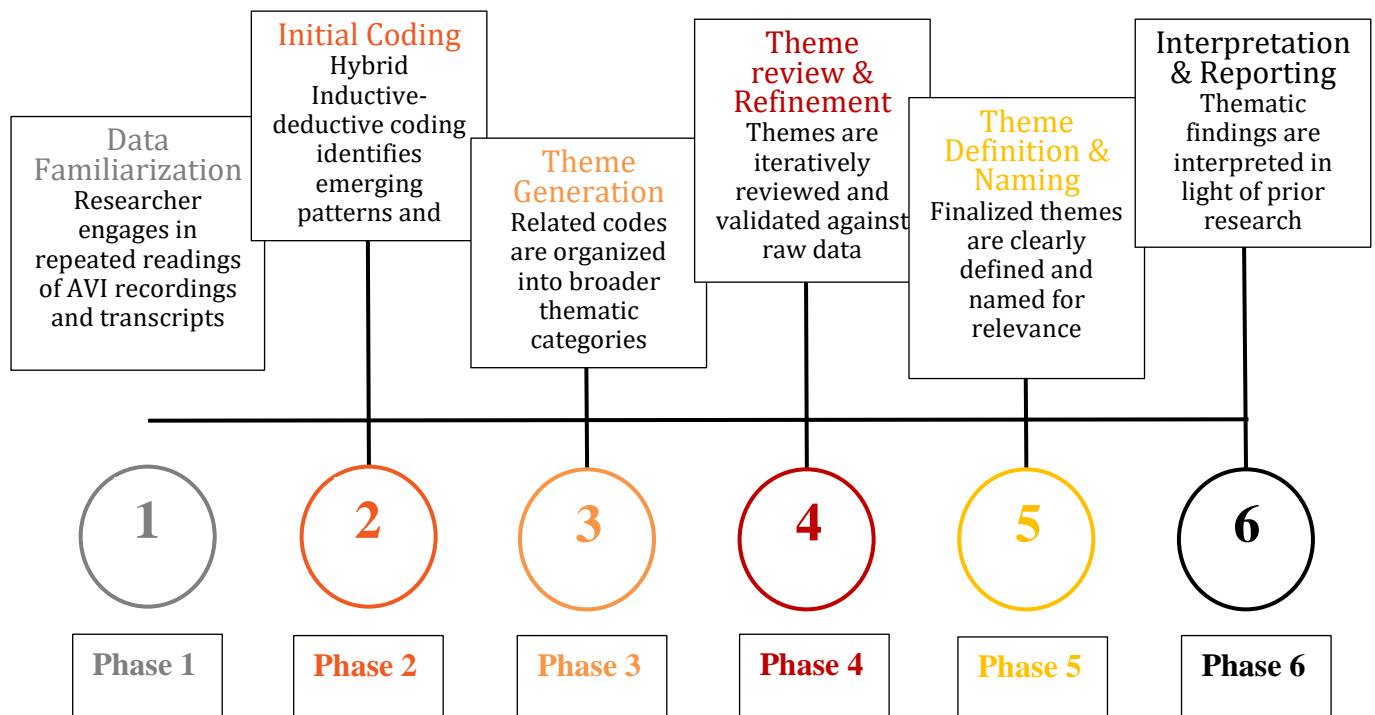 Data
Familiarization
Researcher
engages in
repeated readings
of AVI recordings
and transcripts
Initial Coding
Hybrid
Inductive-
deductive coding
identifies
emerging
patterns and
Theme
Generation
Related codes
are organized
into broader
thematic
categories
Theme
review &
Refinement
Themes are
iteratively
reviewed and
validated against
raw data
Theme
Definition &
Naming
Finalized themes
are clearly
defined and
named for
relevance
Interpretation
& Reporting
Thematic
findings are
interpreted in
light of prior
research
1
2
3
4
5
6
Phase 1
Phase 2
Phase 3
Phase 4
Phase 5
Phase 6